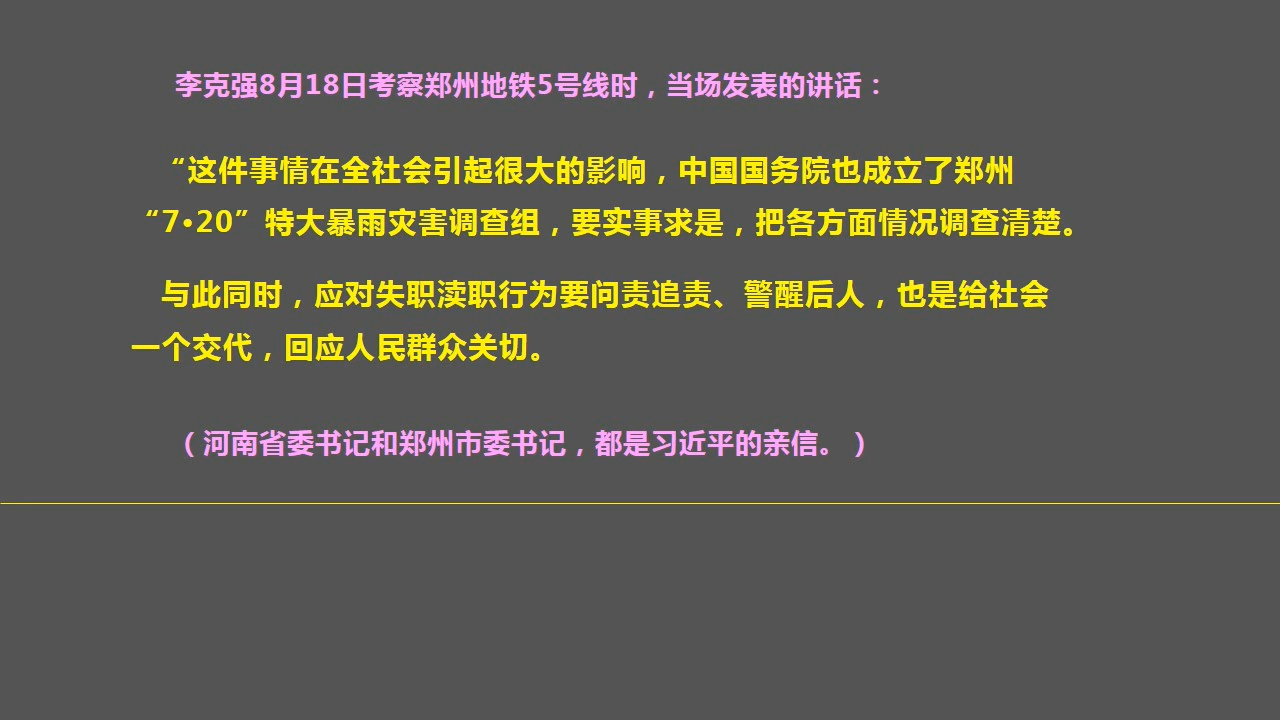 李克强8月18日考察郑州地铁5号线时，当场发表的讲话：
“这件事情在全社会引起很大的影响，中国国务院也成立了郑州
“7•20”特大暴雨灾害调查组，要实事求是，把各方面情况调查清楚。
与此同时，应对失职渎职行为要问责追责、警醒后人，也是给社会
一个交代，回应人民群众关切。
（河南省委书记和郑州市委书记，都是习近平的亲信。）